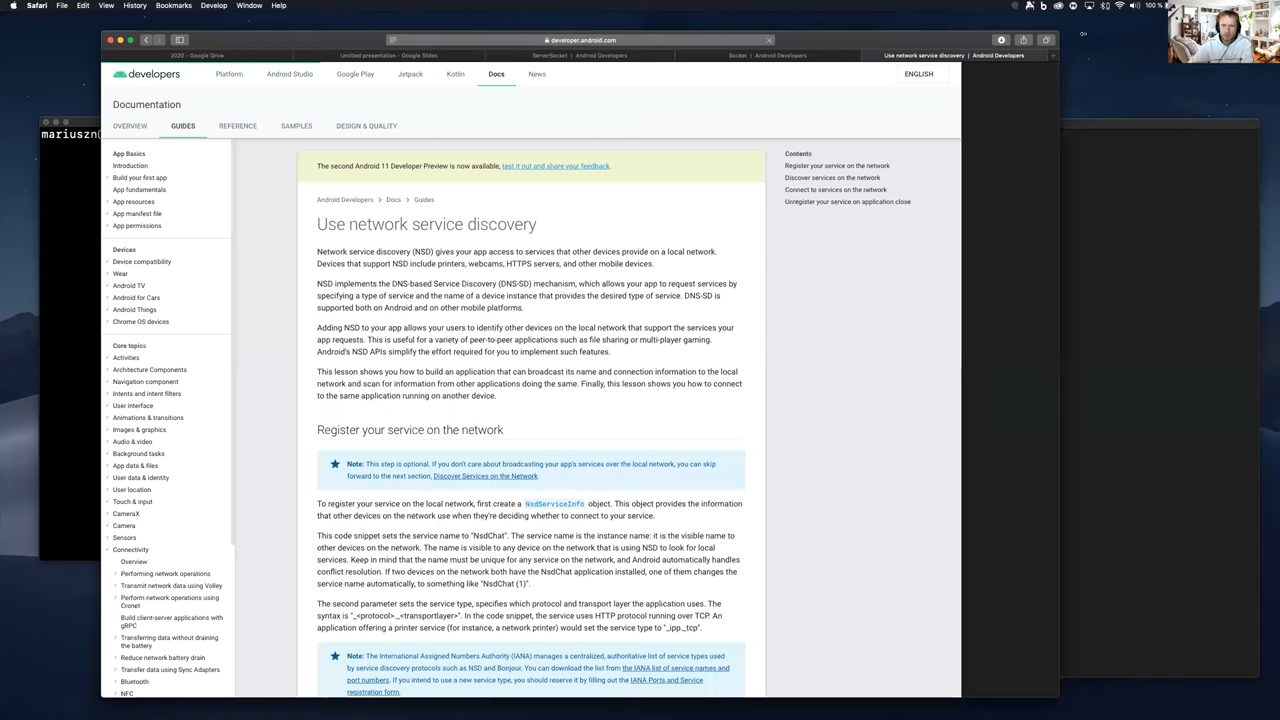 Safari File Edit View History Bookmarks Develop Window Help
100 %
developer.android.com
2020 - Google Drive
Untitled presentation - Google Slides
ServerSocket | Android Developers
Socket | Android Developers
Use network service discovery | Android Developers
developers
Platform
Android Studio
Google Play
Jetpack
Kotlin
Docs
News
ENGLISH
Documentation
OVERVIEW
GUIDES
REFERENCE
SAMPLES
DESIGN & QUALITY
mariuszn@
App Basics
Introduction
Build your first app
App fundamentals
App resources
App manifest file
App permissions
Devices
Device compatibility
Wear
Android TV
Android for Cars
Android Things
Chrome OS devices
Core topics
Activities
Architecture Components
Navigation component
Intents and intent filters
User interface
Animations & transitions
Images & graphics
Audio & video
Background tasks
App data & files
User data & identity
User location
Touch & input
CameraX
Camera
Sensors
Connectivity
Overview
Performing network operations
Transmit network data using Volley
Perform network operations using
Cronet
Build client-server applications with
gRPC
Transferring data without draining
the battery
Reduce network battery drain
Transfer data using Sync Adapters
Bluetooth
NFC
The second Android 11 Developer Preview is now available, test it out and share your feedback.
Android Developers > Docs > Guides
Use network service discovery
Network service discovery (NSD) gives your app access to services that other devices provide on a local network.
Devices that support NSD include printers, webcams, HTTPS servers, and other mobile devices.
NSD implements the DNS-based Service Discovery (DNS-SD) mechanism, which allows your app to request services by
specifying a type of service and the name of a device instance that provides the desired type of service. DNS-SD is
supported both on Android and on other mobile platforms.
Adding NSD to your app allows your users to identify other devices on the local network that support the services your
app requests. This is useful for a variety of peer-to-peer applications such as file sharing or multi-player gaming.
Android's NSD APIs simplify the effort required for you to implement such features.
This lesson shows you how to build an application that can broadcast its name and connection information to the local
network and scan for information from other applications doing the same. Finally, this lesson shows you how to connect
to the same application running on another device.
Register your service on the network
Note: This step is optional. If you don't care about broadcasting your app's services over the local network, you can skip
forward to the next section, Discover Services on the Network.
To register your service on the local network, first create a NsdServiceInfo object. This object provides the information
that other devices on the network use when they're deciding whether to connect to your service.
This code snippet sets the service name to "NsdChat". The service name is the instance name: it is the visible name to
other devices on the network. The name is visible to any device on the network that is using NSD to look for local
services. Keep in mind that the name must be unique for any service on the network, and Android automatically handles
conflict resolution. If two devices on the network both have the NsdChat application installed, one of them changes the
service name automatically, to something like "NsdChat (1)".
The second parameter sets the service type, specifies which protocol and transport layer the application uses. The
syntax is "_<protocol>._<transportlayer>". In the code snippet, the service uses HTTP protocol running over TCP. An
application offering a printer service (for instance, a network printer) would set the service type to "_ipp._tcp".
Note: The International Assigned Numbers Authority (IANA) manages a centralized, authoritative list of service types used
by service discovery protocols such as NSD and Bonjour. You can download the list from the IANA list of service names and
port numbers. If you intend to use a new service type, you should reserve it by filling out the IANA Ports and Service
registration form.
Contents
Register your service on the network
Discover services on the network
Connect to services on the network
Unregister your service on application close